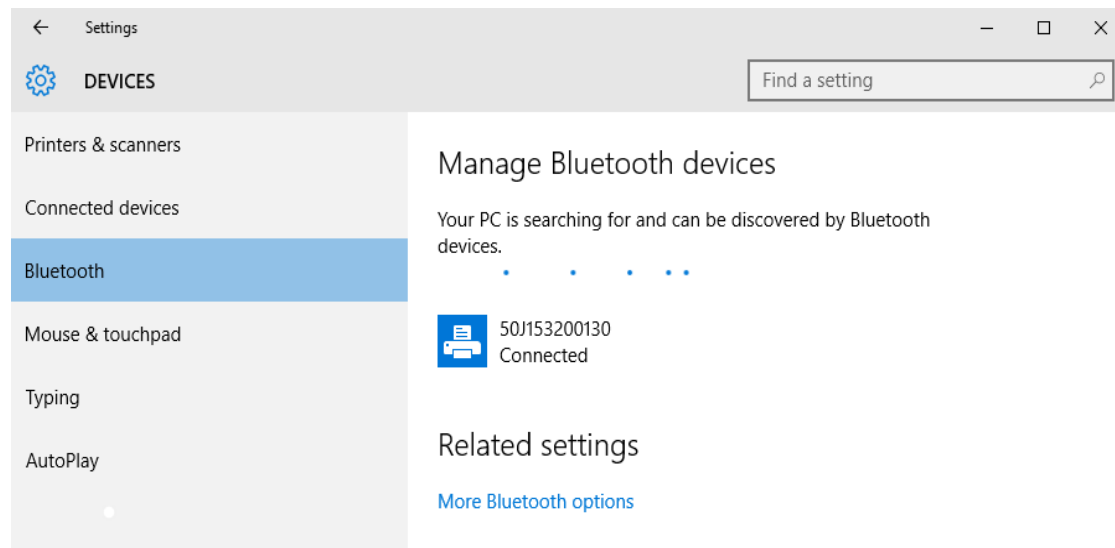 Settings
DEVICES
Find a setting
Printers & scanners
Connected devices
Bluetooth
Mouse & touchpad
Typing
AutoPlay
Manage Bluetooth devices
Your PC is searching for and can be discovered by Bluetooth
devices.
50J153200130
Connected
Related settings
More Bluetooth options